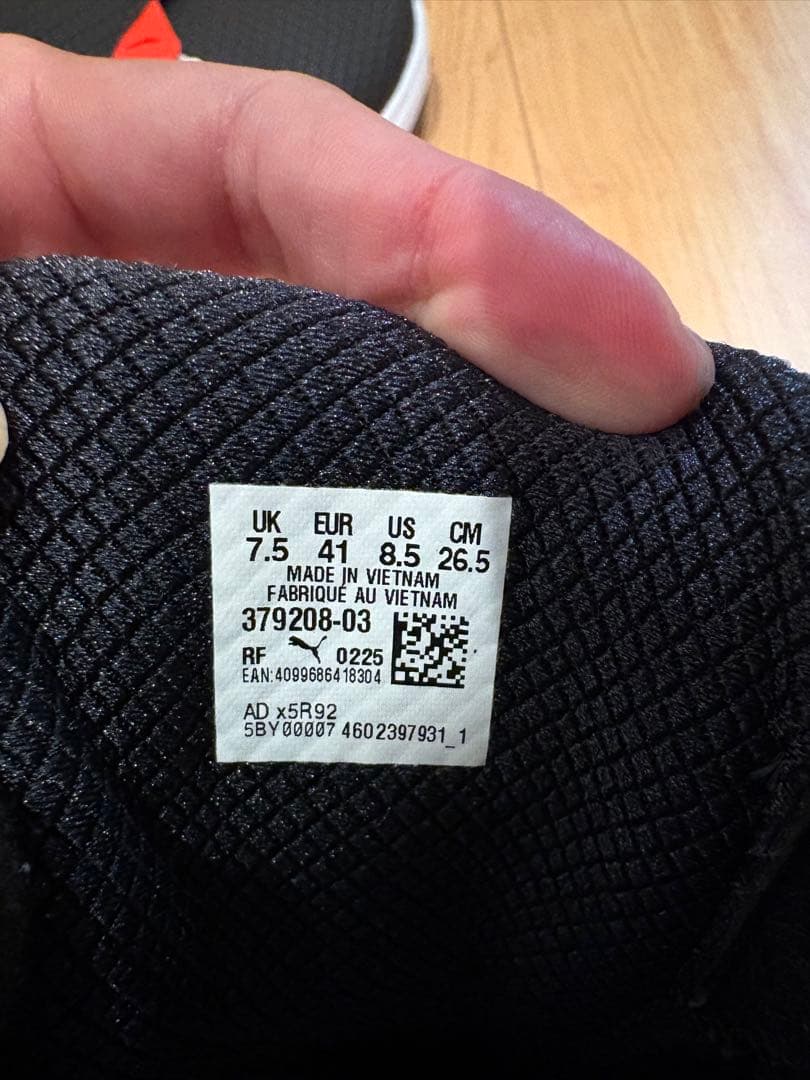 UK EUR US CM
7.5 41 8.5 26.5
MADE IN VIETNAM
FABRIQUÉ AU VIETNAM
379208-03
RF 0225
EAN:4099686418304
AD x5R92
5BY00007 4602397931_1